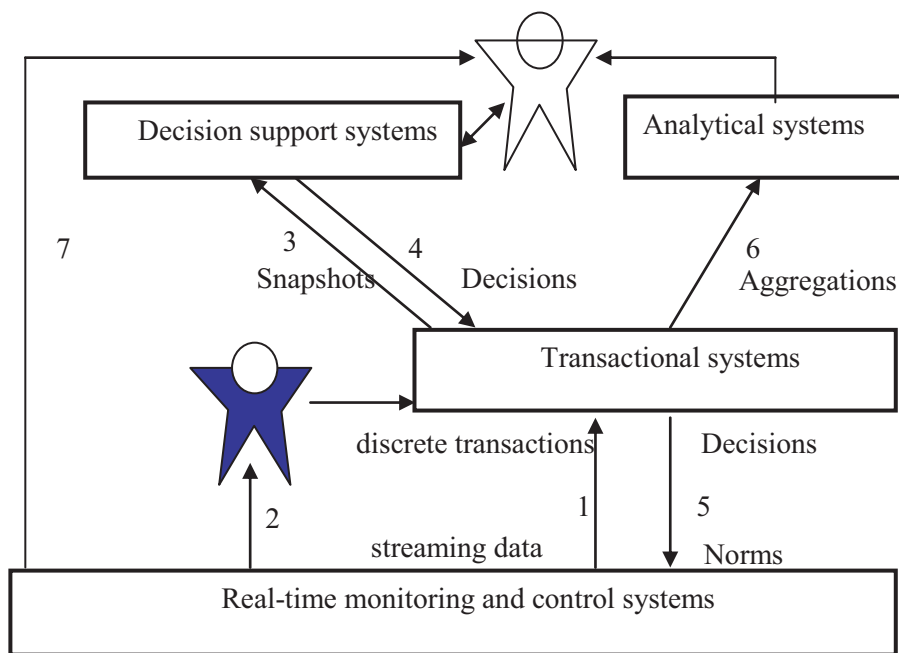 Decision support systems
Analytical systems
7
3
4
6
Snapshots
Decisions
Aggregations
Transactional systems
discrete transactions
Decisions
2
1
5
streaming data
Norms
Real-time monitoring and control systems